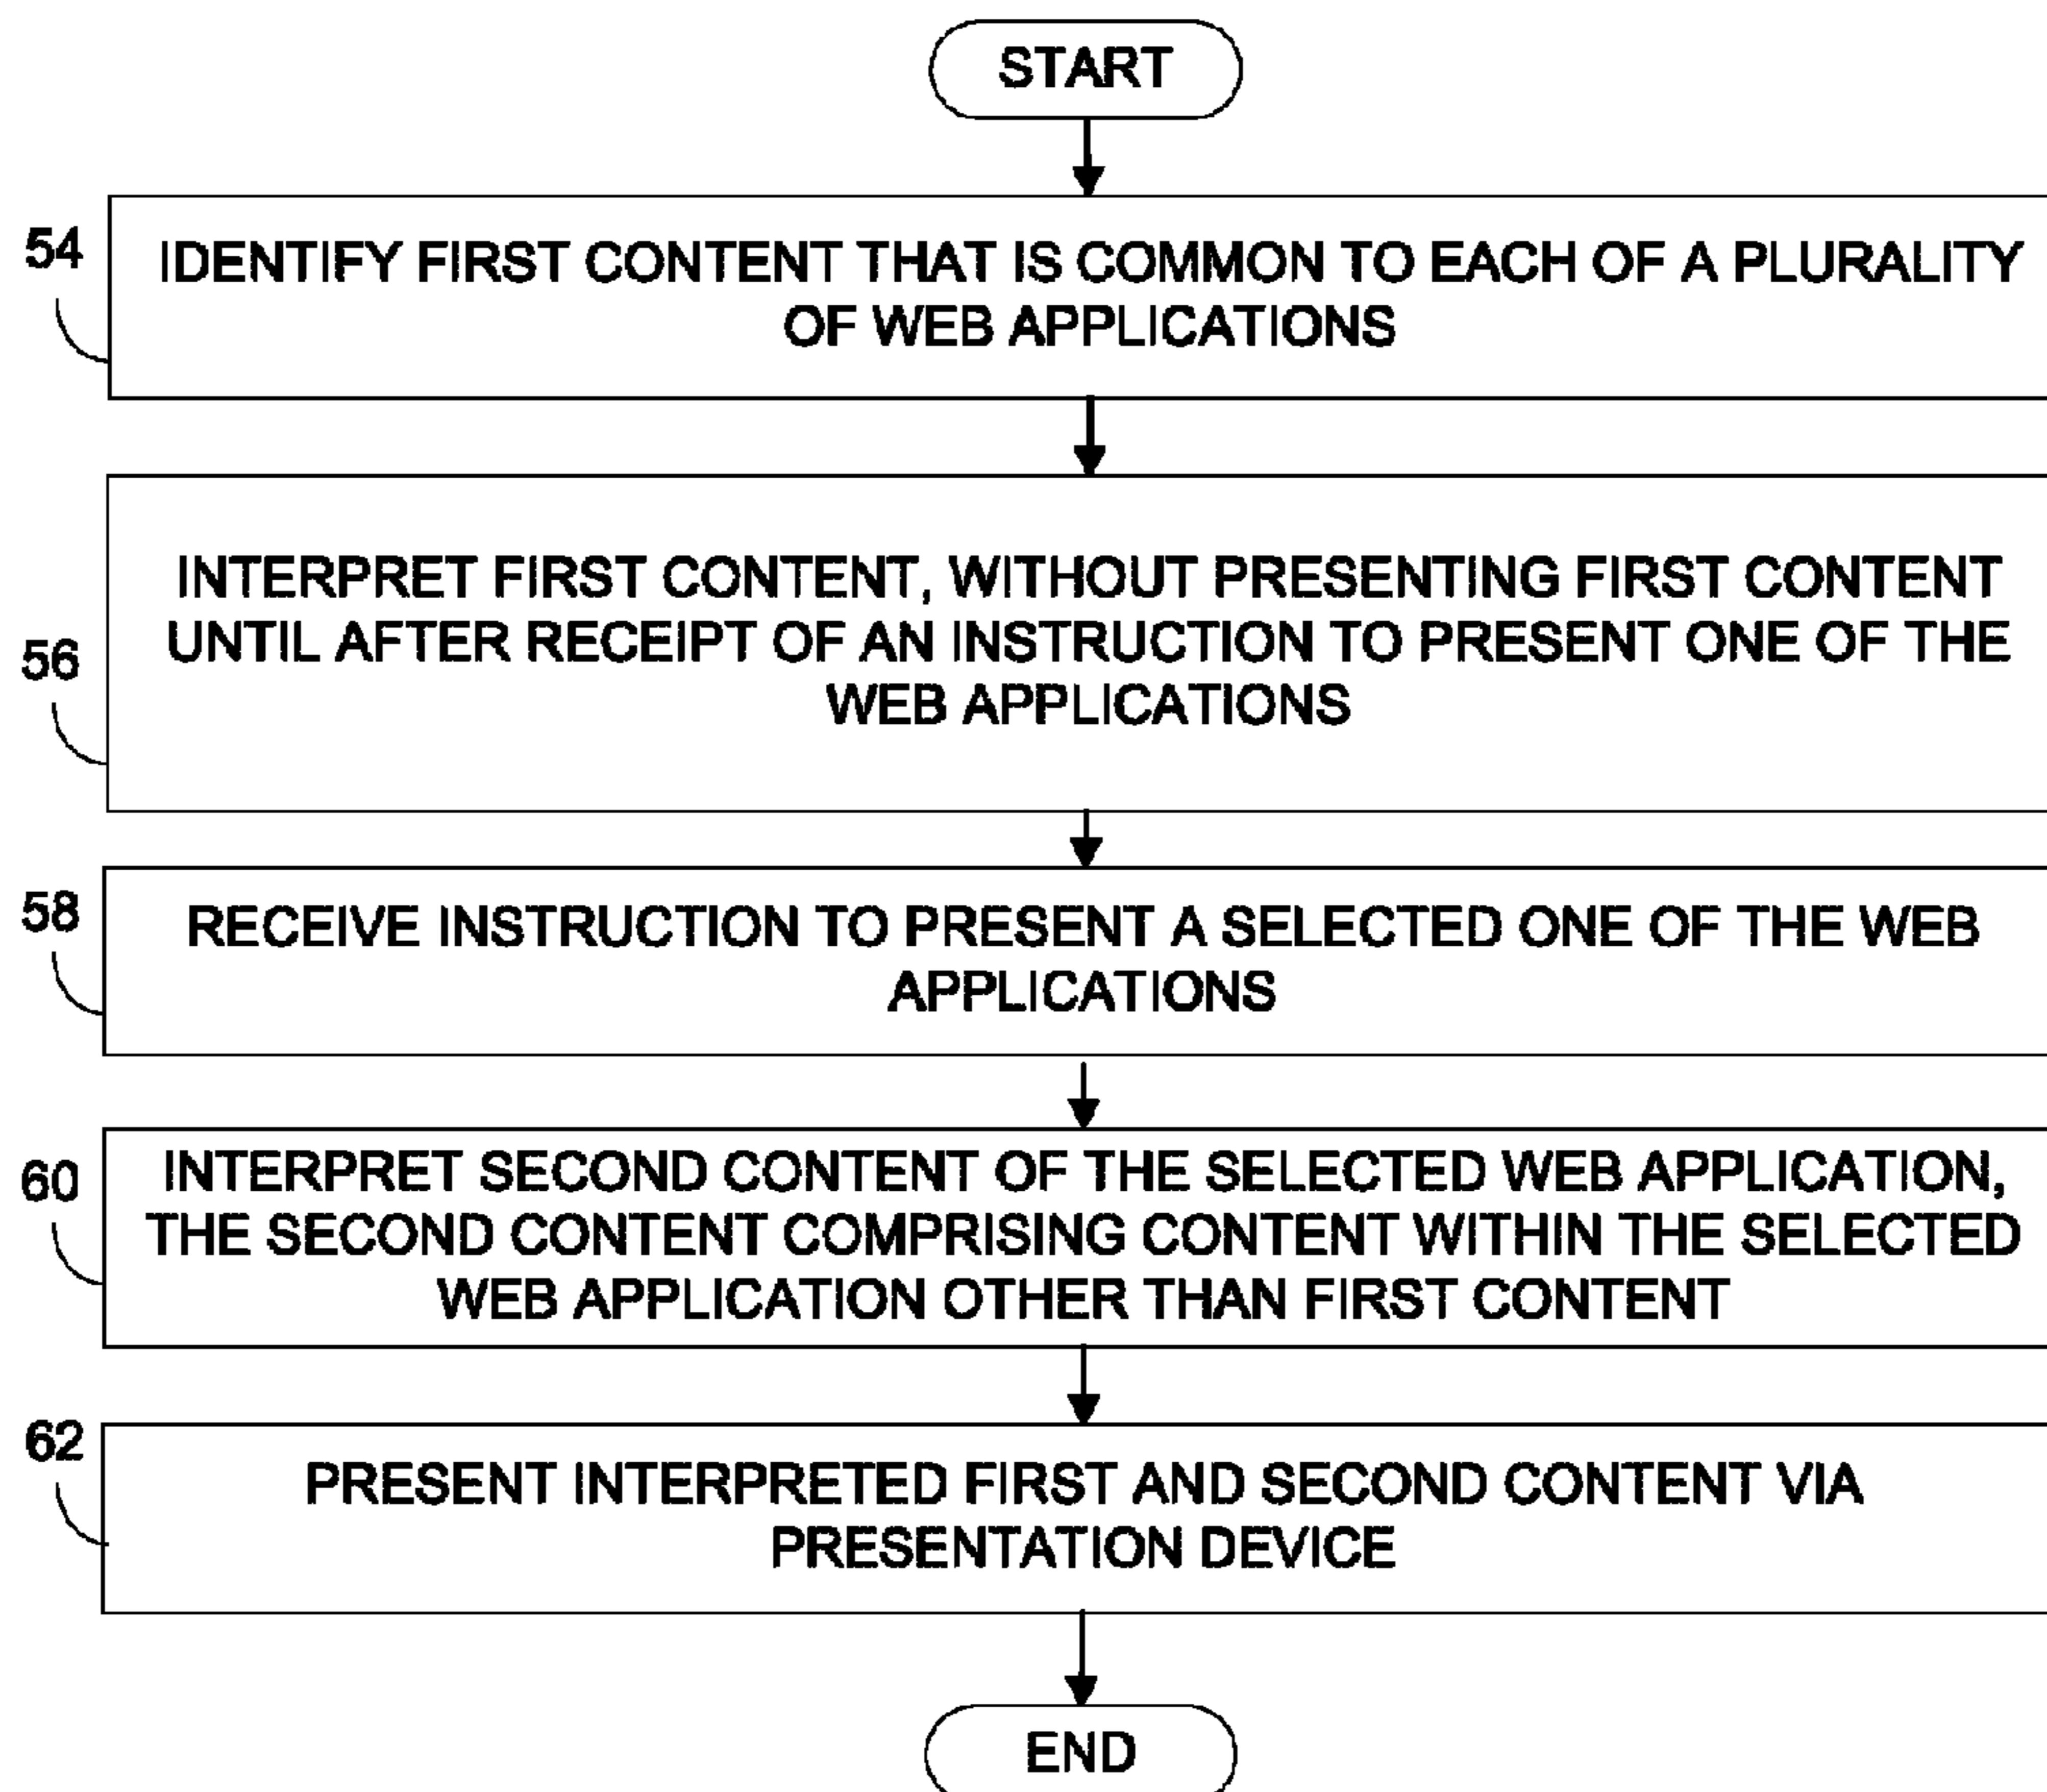 START
54
IDENTIFY FIRST CONTENT THAT IS COMMON TO EACH OF A PLURALITY
OF WEB APPLICATIONS
56
INTERPRET FIRST CONTENT, WITHOUT PRESENTING FIRST CONTENT
UNTIL AFTER RECEIPT OF AN INSTRUCTION TO PRESENT ONE OF THE
WEB APPLICATIONS
58
RECEIVE INSTRUCTION TO PRESENT A SELECTED ONE OF THE WEB
APPLICATIONS
60
INTERPRET SECOND CONTENT OF THE SELECTED WEB APPLICATION,
THE SECOND CONTENT COMPRISING CONTENT WITHIN THE SELECTED
WEB APPLICATION OTHER THAN FIRST CONTENT
62
PRESENT INTERPRETED FIRST AND SECOND CONTENT VIA
PRESENTATION DEVICE
END